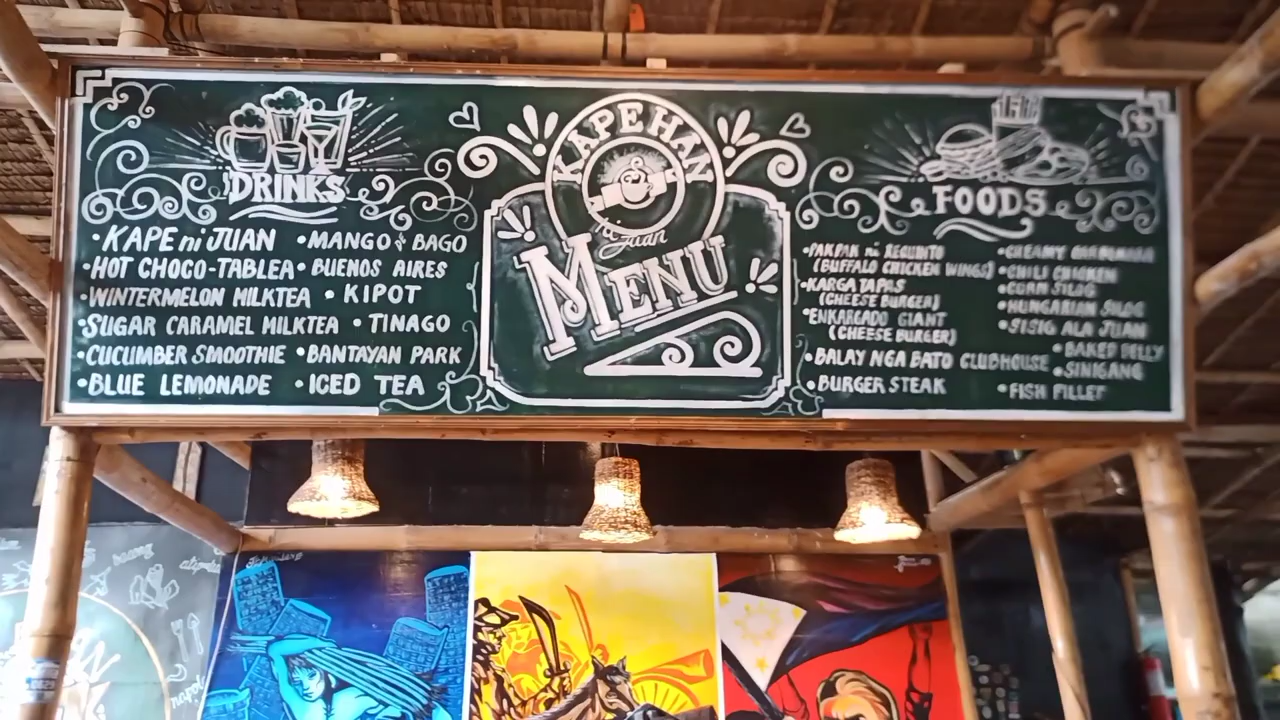 DRINKS
•KAPE ni JUAN
•HOT CHOCO-TABLEA
•WINTERMELON MILKTEA
•SUGAR CARAMEL MILKTEA
•CUCUMBER SMOOTHIE
•BLUE LEMONADE
•MANGO & BAGO
•BUENOS AIRES
•KIPOT
•TINAGO
•BANTAYAN PARK
•ICED TEA
KAPEHAN
ni Juan
MENU
FOODS
•PAKPAK ni REQUINTO
(BUFFALO CHICKEN WINGS)
•KARGA TAPAS
(CHEESE BURGER)
•ENKARGADO GIANT
(CHEESE BURGER)
•BALAY NGA BATO CLUBHOUSE
•BURGER STEAK
•CREAMY CARBONARA
•CHILI CHICKEN
•CORN SILOG
•HUNGARIAN SILOG
•SISIG ALA JUAN
•BAKED BELLY
•SINIGANG
•FISH FILLET